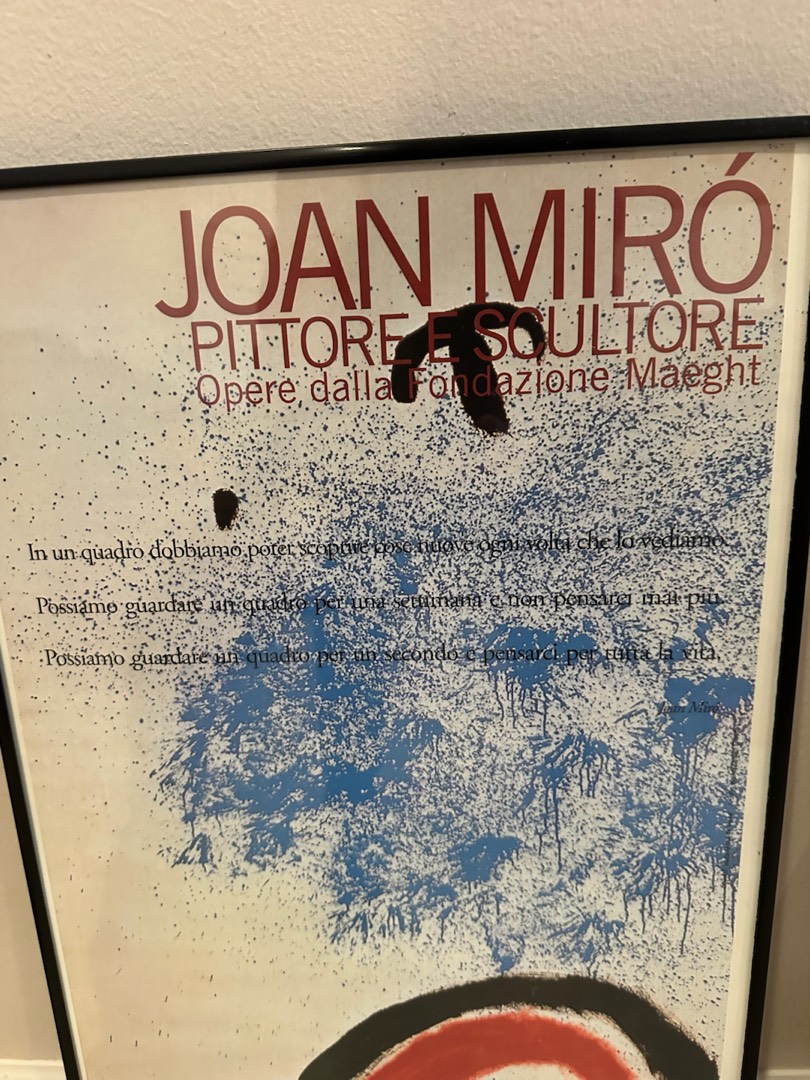 JOAN MIRÓ
PITTORE E SCULTORE
Opere dalla Fondazione Maeght
In un quadro dobbiamo poter scoprire cose nuove ogni volta che lo vediamo.
Possiamo guardare un quadro per una settimana e non pensarci mai più.
Possiamo guardare un quadro per un secondo e pensarci per tutta la vita.
Joan Miró